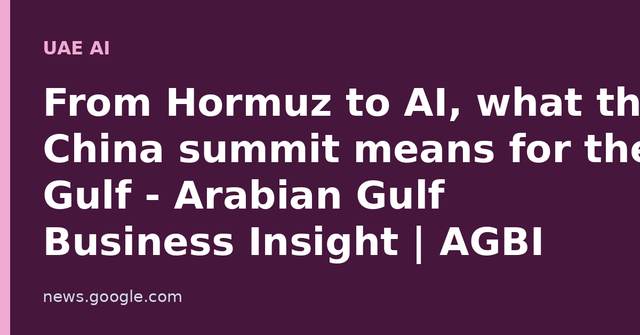 UAE AI
From Hormuz to AI, what th
China summit means for the
Gulf - Arabian Gulf
Business Insight | AGBI
news.google.com